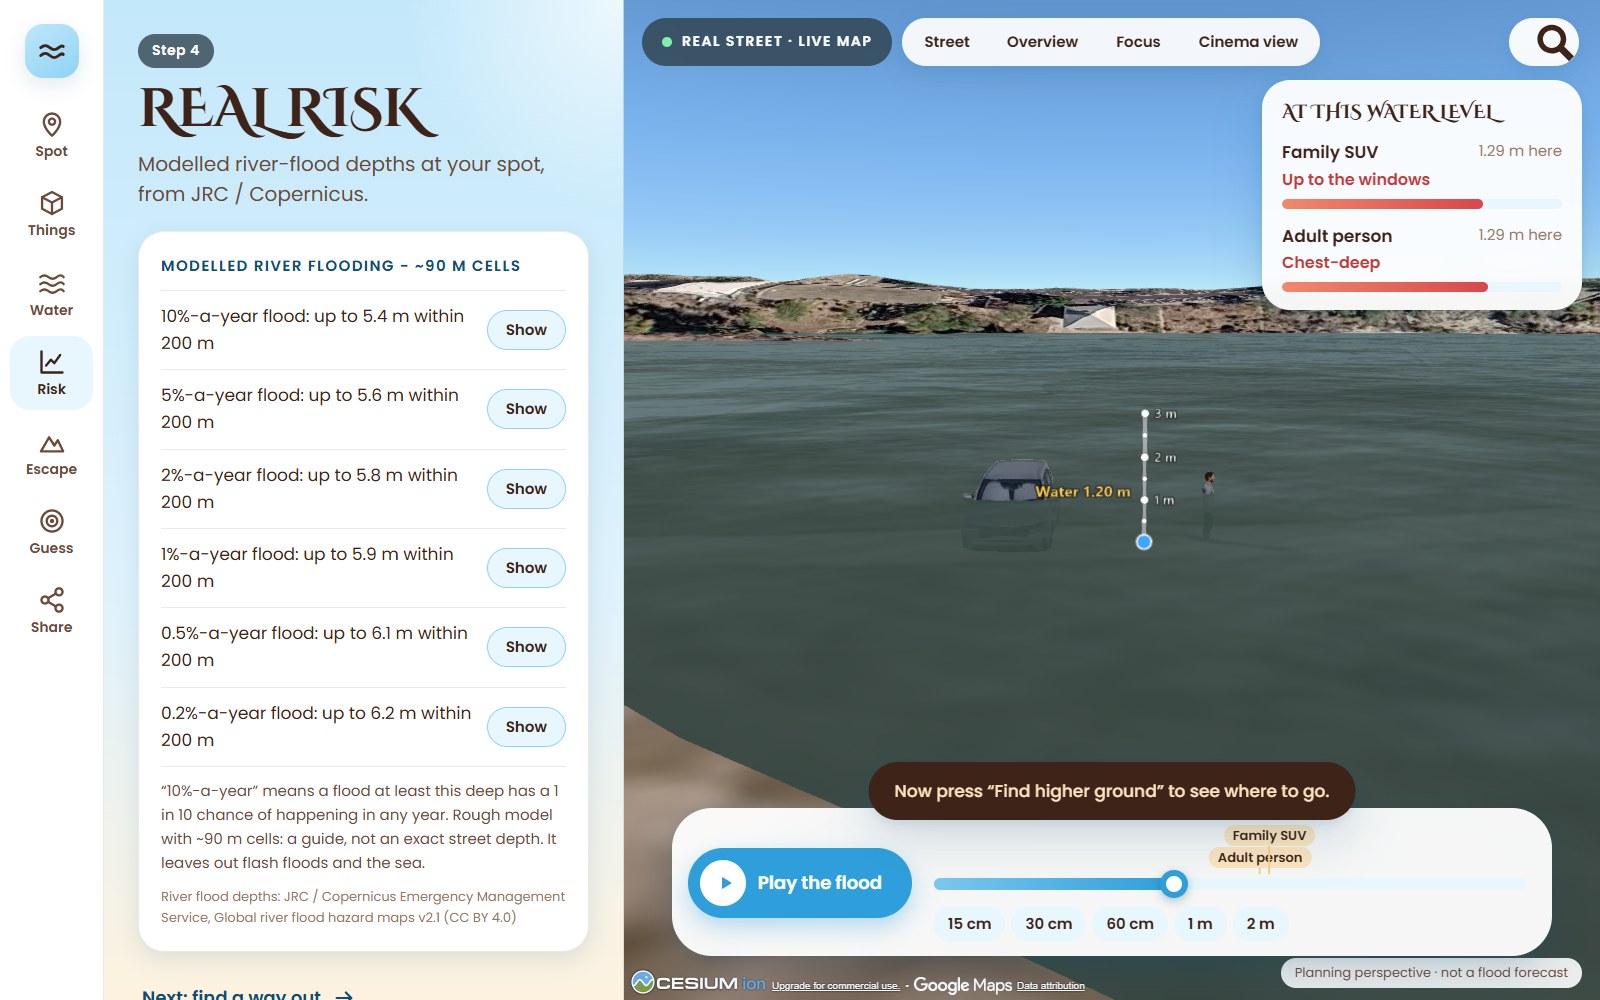 Spot
Things
Water
Risk
Escape
Guess
Share
Step 4
REAL RISK
Modelled river-flood depths at your spot,
from JRC / Copernicus.
MODELLED RIVER FLOODING - ~90 M CELLS
10%-a-year flood: up to 5.4 m within
200 m
Show
5%-a-year flood: up to 5.6 m within
200 m
Show
2%-a-year flood: up to 5.8 m within
200 m
Show
1%-a-year flood: up to 5.9 m within
200 m
Show
0.5%-a-year flood: up to 6.1 m within
200 m
Show
0.2%-a-year flood: up to 6.2 m within
200 m
Show
“10%-a-year” means a flood at least this deep has a 1
in 10 chance of happening in any year. Rough model
with ~90 m cells: a guide, not an exact street depth. It
leaves out flash floods and the sea.
River flood depths: JRC / Copernicus Emergency Management
Service, Global river flood hazard maps v2.1 (CC BY 4.0)
Next: find a way out →
REAL STREET · LIVE MAP
Street
Overview
Focus
Cinema view
AT THIS WATER LEVEL
Family SUV
1.29 m here
Up to the windows
Adult person
1.29 m here
Chest-deep
3 m
2 m
Water 1.20 m
1 m
Now press “Find higher ground” to see where to go.
Family SUV
Adult person
Play the flood
15 cm
30 cm
60 cm
1 m
2 m
Planning perspective · not a flood forecast
CESIUM ion Upgrade for commercial use. · Google Maps Data attribution